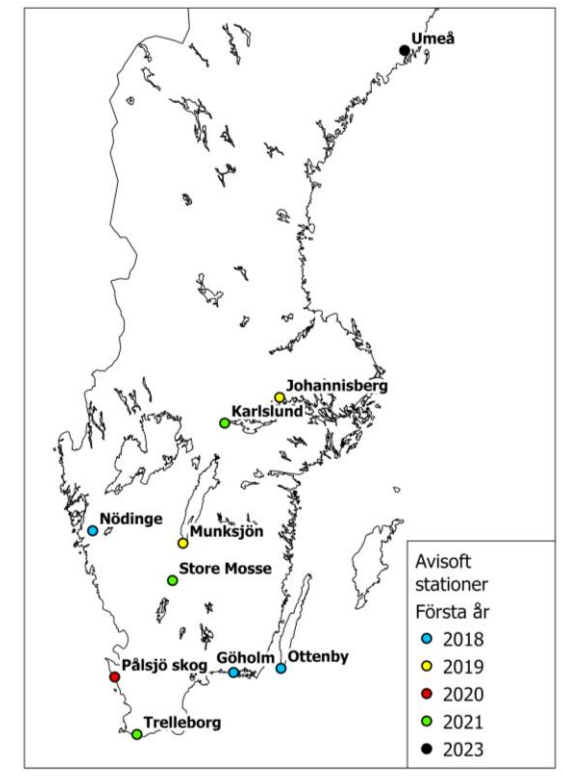 Umeå
Johannisberg
Karlslund
Nödinge
Munksjön
Store Mosse
Pålsjö skog
Göholm
Ottenby
Trelleborg
Avisoft
stationer
Första år
2018
2019
2020
2021
2023